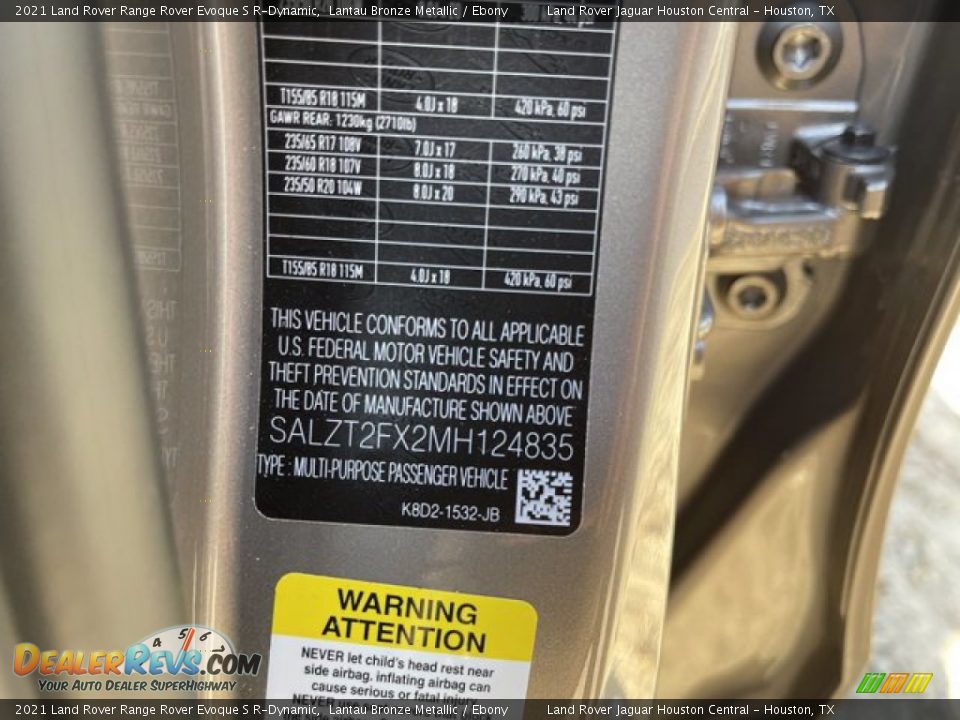 2021 Land Rover Range Rover Evoque S R-Dynamic, Lantau Bronze Metallic / Ebony Land Rover Jaguar Houston Central - Houston, TX
T155/85 R18 115M 4.0J x 18 420 kPa, 60 psi
GAWR REAR: 1230kg (2710lb)
235/65 R17 108V 7.0J x 17 260 kPa, 38 psi
235/60 R18 107V 8.0J x 18 270 kPa, 40 psi
235/50 R20 104W 8.0J x 20 290 kPa, 43 psi
T155/85 R18 115M 4.0J x 18 420 kPa, 60 psi
THIS VEHICLE CONFORMS TO ALL APPLICABLE
U.S. FEDERAL MOTOR VEHICLE SAFETY AND
THEFT PREVENTION STANDARDS IN EFFECT ON
THE DATE OF MANUFACTURE SHOWN ABOVE
SALZT2FX2MH124835
TYPE : MULTI-PURPOSE PASSENGER VEHICLE
K8D2-1532-JB
WARNING
ATTENTION
NEVER let child's head rest near
side airbag, inflating airbag can
cause serious or fatal injury.
4 5 6
DEALERREVS.COM
YOUR AUTO DEALER SUPERHIGHWAY
2021 Land Rover Range Rover Evoque S R-Dynamic, Lantau Bronze Metallic / Ebony Land Rover Jaguar Houston Central - Houston, TX